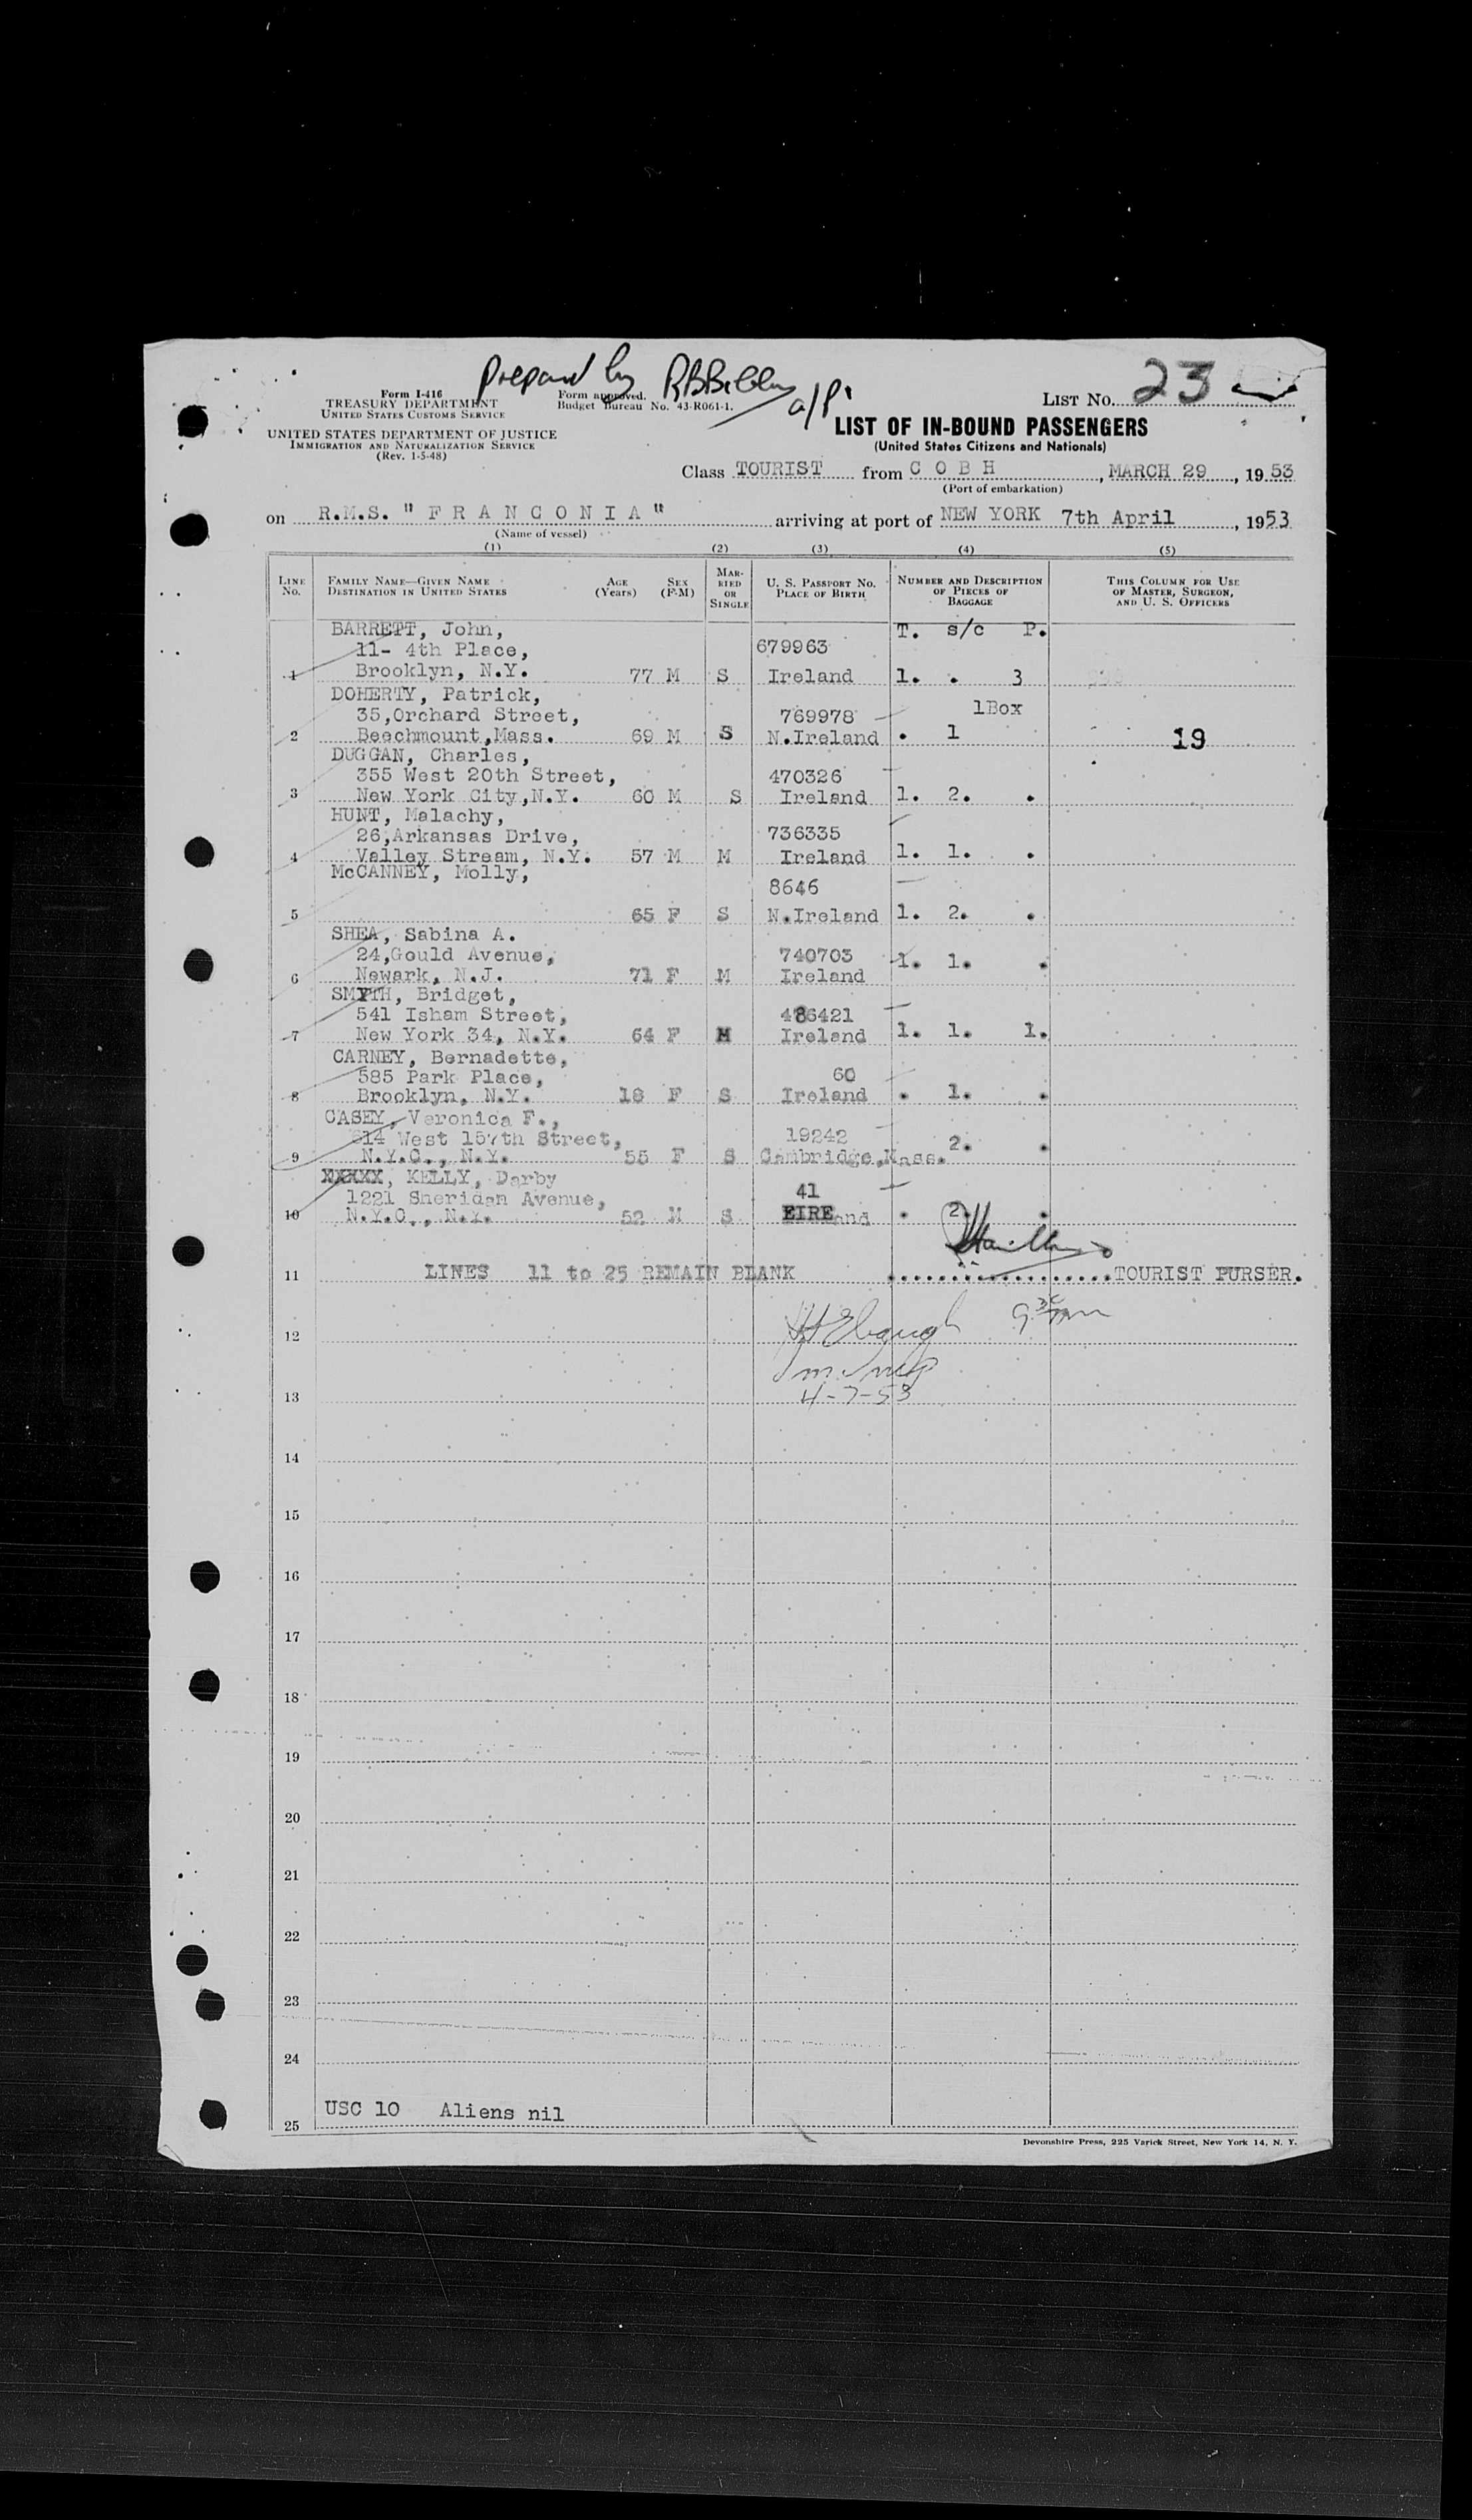 Prepared by
Form I-416
TREASURY DEPARTMENT
UNITED STATES CUSTOMS SERVICE
Form approved.
Budget Bureau No. 43-R061-1.
a/p.
LIST NO. 23
UNITED STATES DEPARTMENT OF JUSTICE
IMMIGRATION AND NATURALIZATION SERVICE
(Rev. 1-5-48)
LIST OF IN-BOUND PASSENGERS
(United States Citizens and Nationals)
Class TOURIST from C O B H, MARCH 29, 1953
(Port of embarkation)
on R.M.S. " F R A N C O N I A " arriving at port of NEW YORK 7th April, 1953
(Name of vessel)
(1) (2) (3) (4) (5)
LINE NO.
FAMILY NAME—GIVEN NAME
DESTINATION IN UNITED STATES
AGE (Years)
SEX (F-M)
MARRIED OR SINGLE
U. S. PASSPORT NO.
PLACE OF BIRTH
NUMBER AND DESCRIPTION OF PIECES OF BAGGAGE
THIS COLUMN FOR USE OF MASTER, SURGEON, AND U. S. OFFICERS
T. s/c P.
BARRETT, John,
11- 4th Place, 679963
1 Brooklyn, N.Y. 77 M S Ireland 1. . 3
DOHERTY, Patrick,
35,Orchard Street, 769978 1Box
2 Beechmount,Mass. 69 M S N.Ireland . 1 19
DUGGAN, Charles,
355 West 20th Street, 470326
3 New York City,N.Y. 60 M S Ireland 1. 2. .
HUNT, Malachy,
26,Arkansas Drive, 736335
4 Valley Stream, N.Y. 57 M M Ireland 1. 1. .
McCANNEY, Molly,
8646
5 65 F S N.Ireland 1. 2. .
SHEA, Sabina A.
24,Gould Avenue, 740703
6 Newark, N.J. 71 F M Ireland 1. 1. .
SMYTH, Bridget,
541 Isham Street, 486421
7 New York 34, N.Y. 64 F M Ireland 1. 1. 1.
CARNEY, Bernadette,
585 Park Place, 60
8 Brooklyn, N.Y. 18 F S Ireland . 1. .
CASEY, Veronica F.,
614 West 157th Street, 19242
9 N.Y.C., N.Y. 55 F S Cambridge,Mass. 2. .
XXXXX, KELLY, Darby
1221 Sheridan Avenue, 41
10 N.Y.C., N.Y. 52 M S EIRE . 2. .
11 LINES 11 to 25 REMAIN BLANK ..................TOURIST PURSER.
12
13 4-7-53
14
15
16
17
18
19
20
21
22
23
24
25 USC 10 Aliens nil
Devonshire Press, 225 Varick Street, New York 14, N. Y.